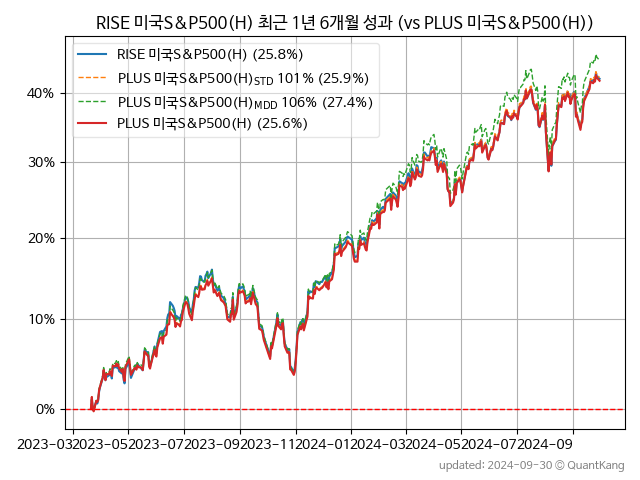 RISE 미국S&P500(H) 최근 1년 6개월 성과 (vs PLUS 미국S&P500(H))
RISE 미국S&P500(H) (25.8%)
PLUS 미국S&P500(H)STD 101% (25.9%)
PLUS 미국S&P500(H)MDD 106% (27.4%)
PLUS 미국S&P500(H) (25.6%)
40%
30%
20%
10%
0%
2023-03 2023-05 2023-07 2023-09 2023-11 2024-01 2024-03 2024-05 2024-07 2024-09
updated: 2024-09-30 © QuantKang